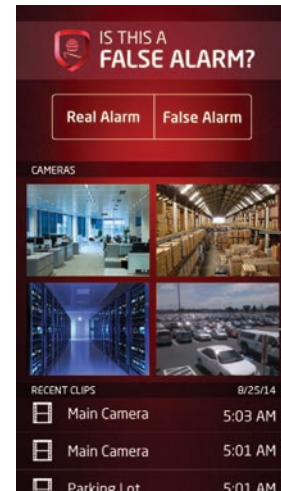 IS THIS A
FALSE ALARM?
Real Alarm False Alarm
CAMERAS
RECENT CLIPS 8/25/14
Main Camera 5:03 AM
Main Camera 5:01 AM
Parking Lot 5:01 AM